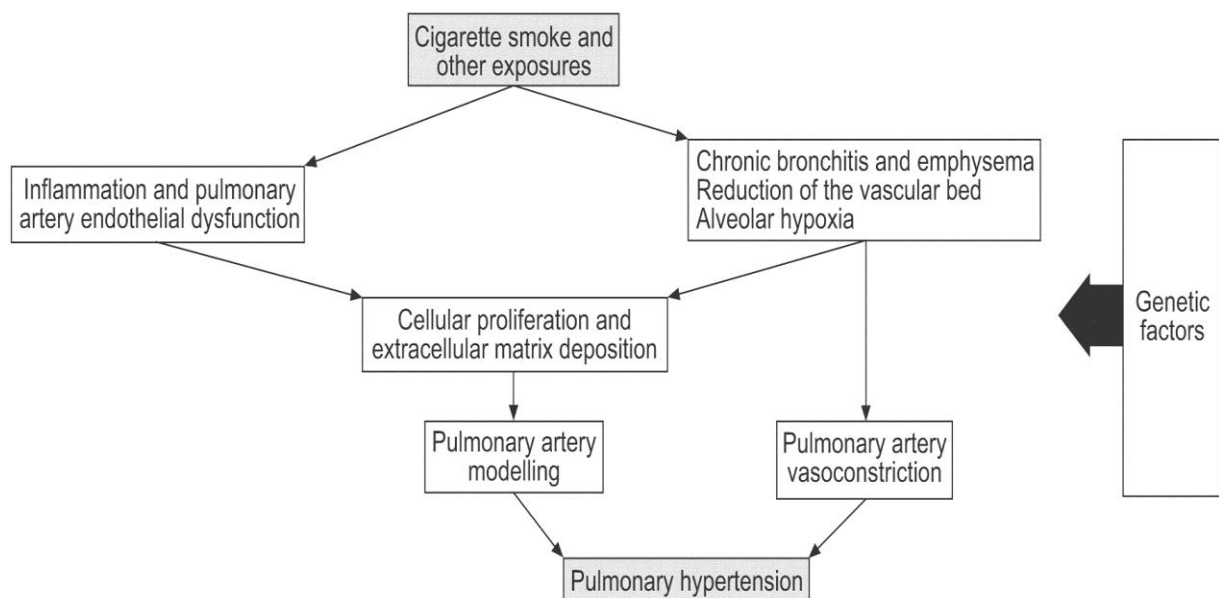 Cigarette smoke and
other exposures
Inflammation and pulmonary
artery endothelial dysfunction
Chronic bronchitis and emphysema
Reduction of the vascular bed
Alveolar hypoxia
Genetic
factors
Cellular proliferation and
extracellular matrix deposition
Pulmonary artery
modelling
Pulmonary artery
vasoconstriction
Pulmonary hypertension